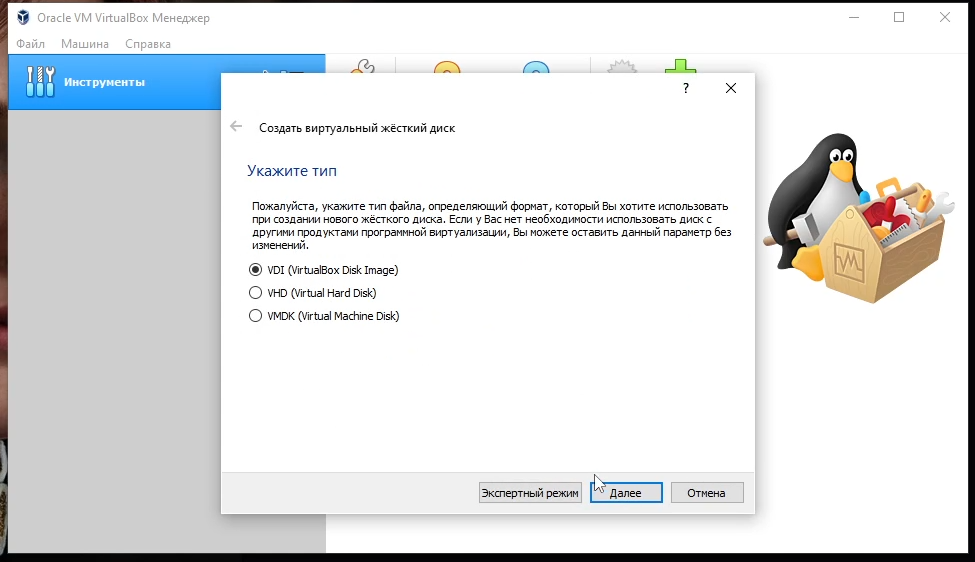 Oracle VM VirtualBox Менеджер
Файл Машина Справка
Инструменты
?
Создать виртуальный жёсткий диск
Укажите тип
Пожалуйста, укажите тип файла, определяющий формат, который Вы хотите использовать
при создании нового жёсткого диска. Если у Вас нет необходимости использовать диск с
другими продуктами программной виртуализации, Вы можете оставить данный параметр без
изменений.
VDI (VirtualBox Disk Image)
VHD (Virtual Hard Disk)
VMDK (Virtual Machine Disk)
Экспертный режим Далее Отмена